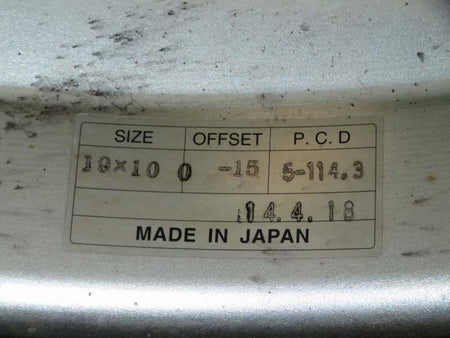 SIZE OFFSET P.C.D
19×10 0 -15 5-114.3
14.4.18
MADE IN JAPAN